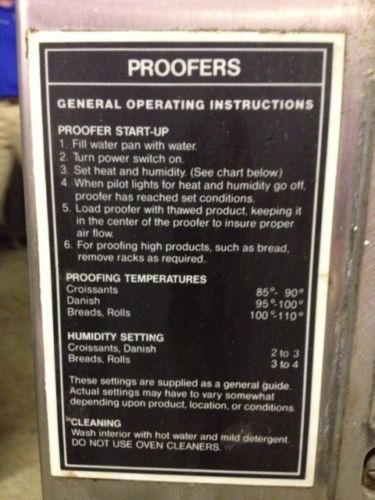 PROOFERS
GENERAL OPERATING INSTRUCTIONS
PROOFER START-UP
1. Fill water pan with water.
2. Turn power switch on.
3. Set heat and humidity. (See chart below.)
4. When pilot lights for heat and humidity go off,
proofer has reached set conditions.
5. Load proofer with thawed product, keeping it
in the center of the proofer to insure proper
air flow.
6. For proofing high products, such as bread,
remove racks as required.
PROOFING TEMPERATURES
Croissants 85°- 90°
Danish 95°-100°
Breads, Rolls 100°-110°
HUMIDITY SETTING
Croissants, Danish 2 to 3
Breads, Rolls 3 to 4
These settings are supplied as a general guide.
Actual settings may have to vary somewhat
depending upon product, location, or conditions.
CLEANING
Wash interior with hot water and mild detergent.
DO NOT USE OVEN CLEANERS.